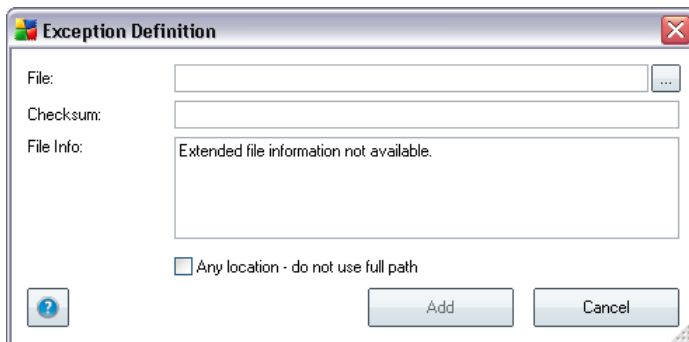 Exception Definition
File:
...
Checksum:
File Info:
Extended file information not available.
Any location - do not use full path
?
Add
Cancel